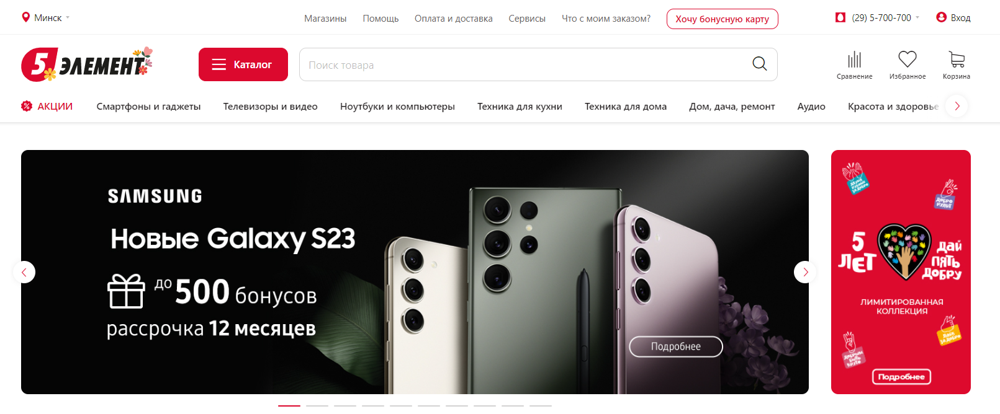 Минск
Магазины
Помощь
Оплата и доставка
Сервисы
Что с моим заказом?
Хочу бонусную карту
(29) 5-700-700
Вход
5 ЭЛЕМЕНТ
Каталог
Поиск товара
Сравнение
Избранное
Корзина
АКЦИИ
Смартфоны и гаджеты
Телевизоры и видео
Ноутбуки и компьютеры
Техника для кухни
Техника для дома
Дом, дача, ремонт
Аудио
Красота и здоровье
SAMSUNG
Новые Galaxy S23
до 500 бонусов
рассрочка 12 месяцев
Подробнее
ДОБРО
РУЛИТ
5
ЛЕТ
ДАЙ
ПЯТЬ
ДОБРУ
ЛИМИТИРОВАННАЯ
КОЛЛЕКЦИЯ
Подробнее